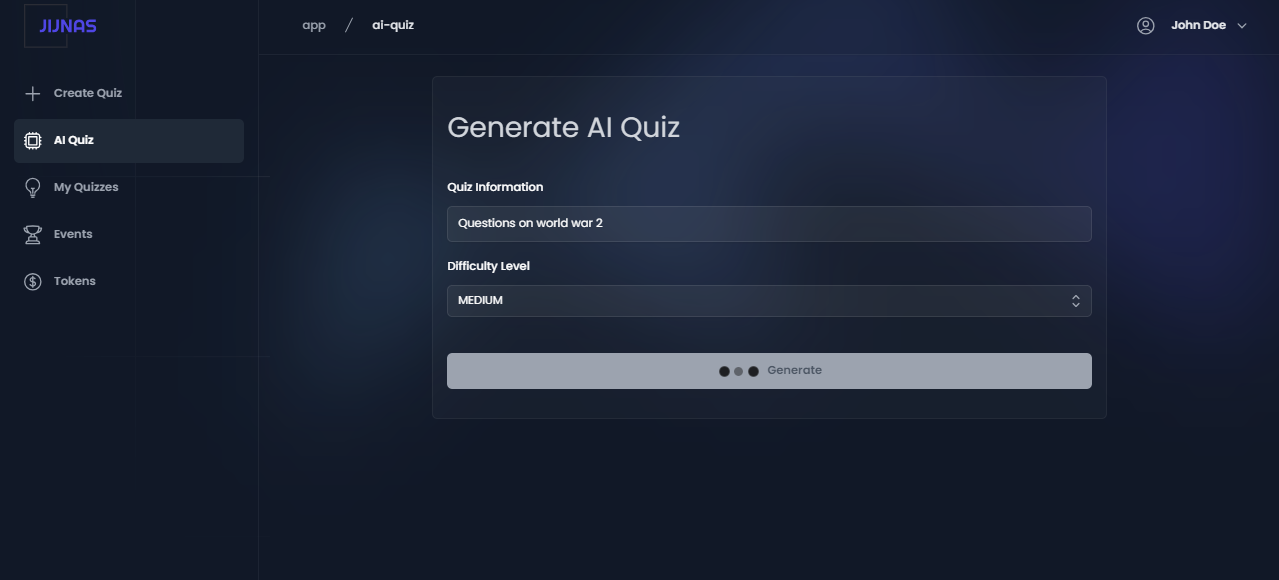 JIJNAS
app / ai-quiz
John Doe
Create Quiz
AI Quiz
My Quizzes
Events
Tokens
Generate AI Quiz
Quiz Information
Questions on world war 2
Difficulty Level
MEDIUM
Generate